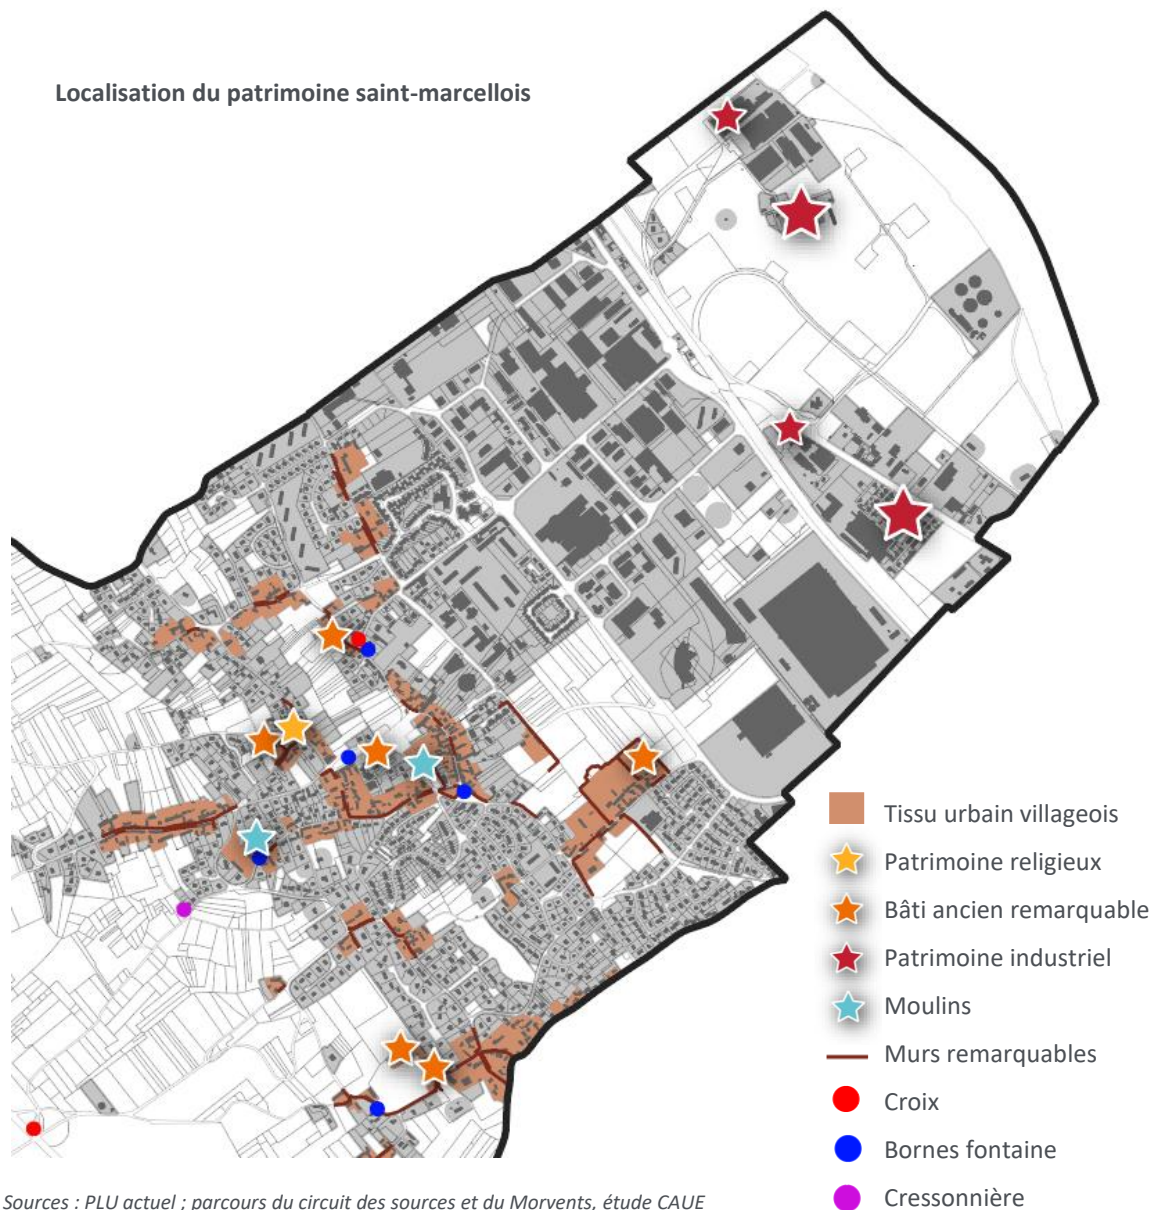 Localisation du patrimoine saint-marcellois
Tissu urbain villageois
Patrimoine religieux
Bâti ancien remarquable
Patrimoine industriel
Moulins
Murs remarquables
Croix
Bornes fontaine
Cressonnière
Sources : PLU actuel ; parcours du circuit des sources et du Morvents, étude CAUE